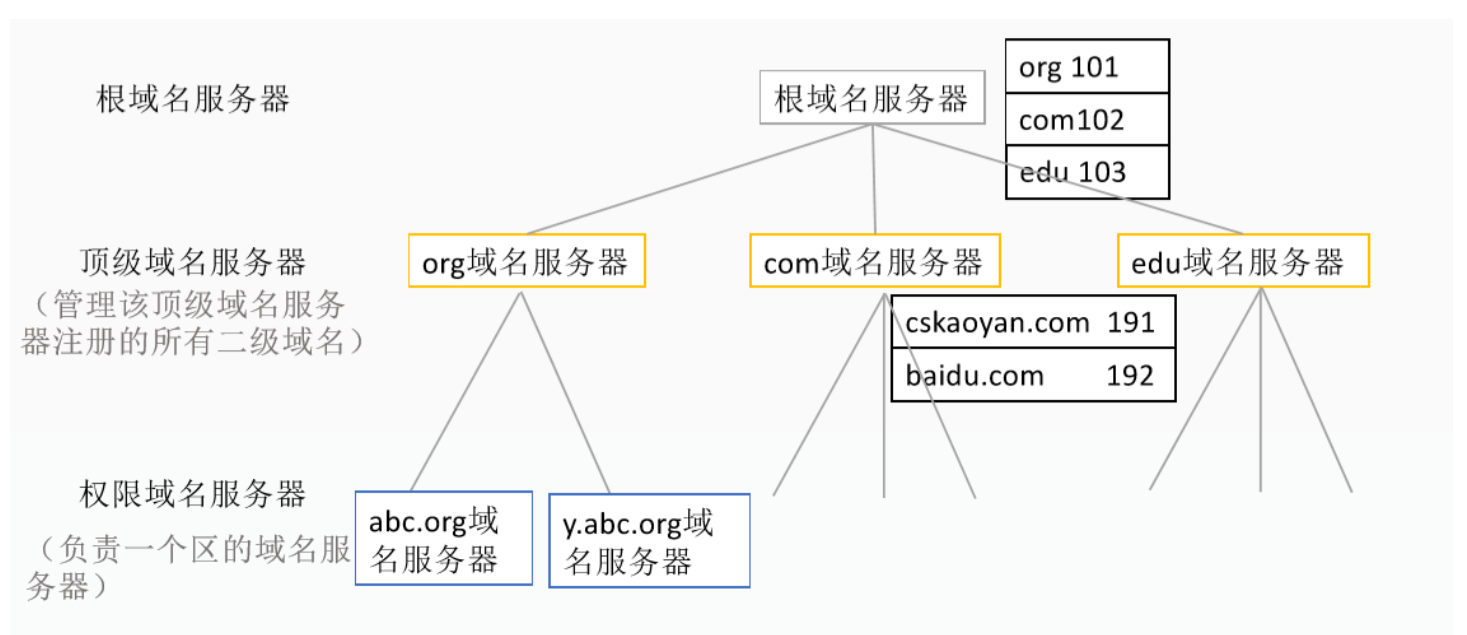 根域名服务器
根域名服务器
org 101
com102
edu 103
顶级域名服务器
（管理该顶级域名服务
器注册的所有二级域名）
org域名服务器
com域名服务器
edu域名服务器
cskaoyan.com 191
baidu.com 192
权限域名服务器
（负责一个区的域名服
务器）
abc.org域
名服务器
y.abc.org域
名服务器